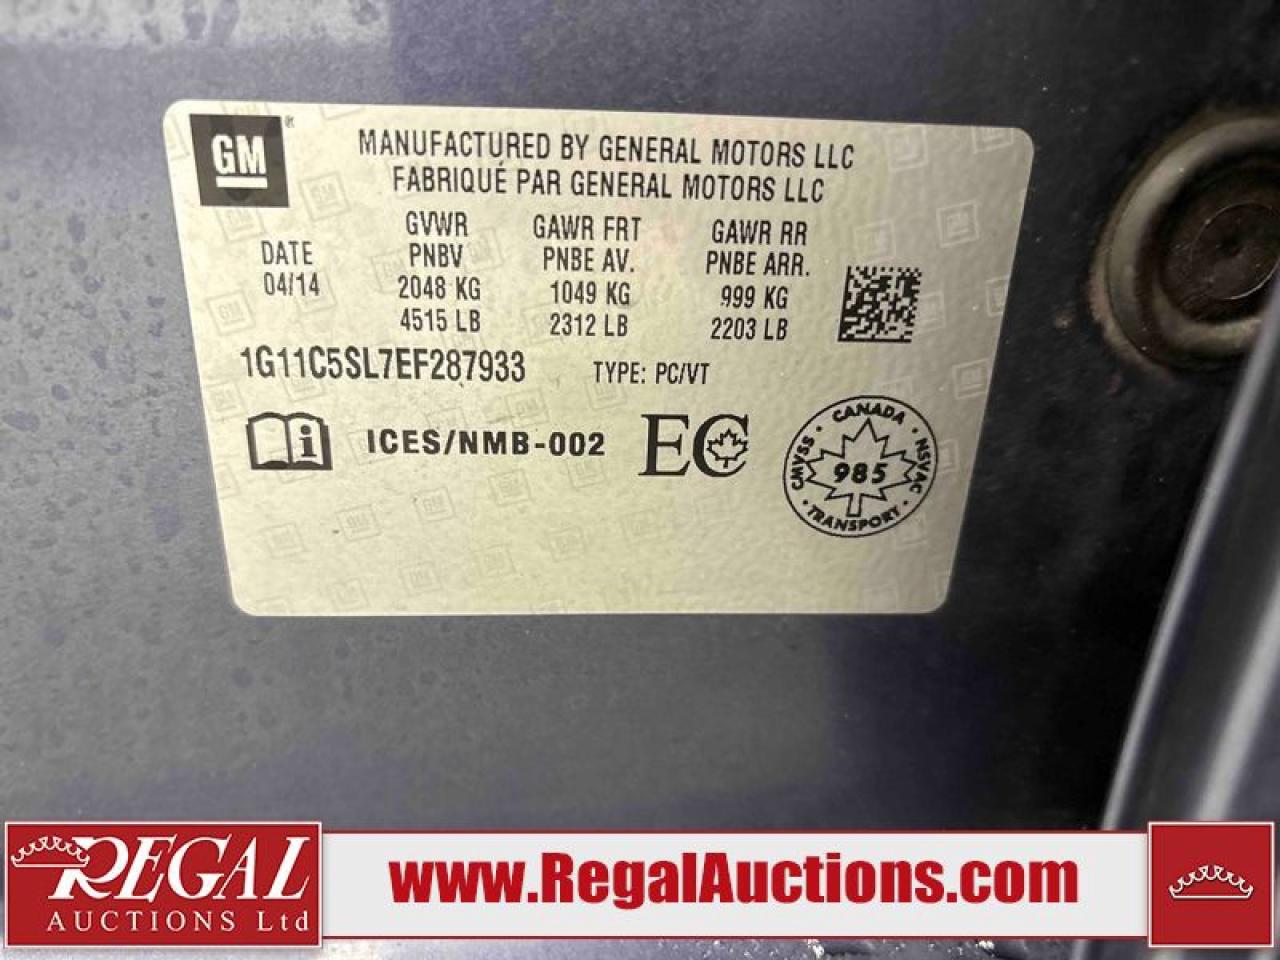 GM®
MANUFACTURED BY GENERAL MOTORS LLC
FABRIQUÉ PAR GENERAL MOTORS LLC
DATE
04/14
GVWR
PNBV
2048 KG
4515 LB
GAWR FRT
PNBE AV.
1049 KG
2312 LB
GAWR RR
PNBE ARR.
999 KG
2203 LB
1G11C5SL7EF287933 TYPE: PC/VT
i ICES/NMB-002 EC
CANADA
CMVSS 985 NSVAC
TRANSPORT
REGAL
AUCTIONS Ltd
www.RegalAuctions.com